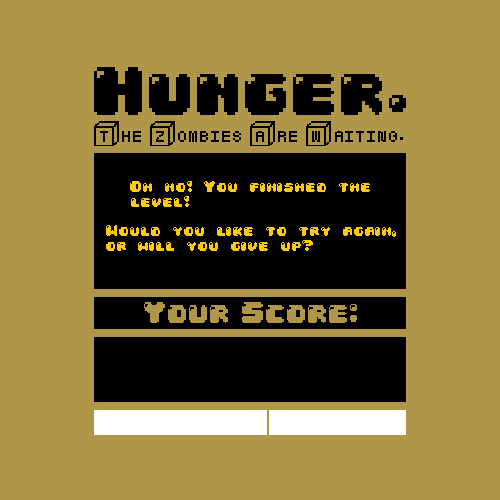 Hunger.
The Zombies Are Waiting.
Oh no! You finished the
level!
Would you like to try again,
or will you give up?
Your Score: